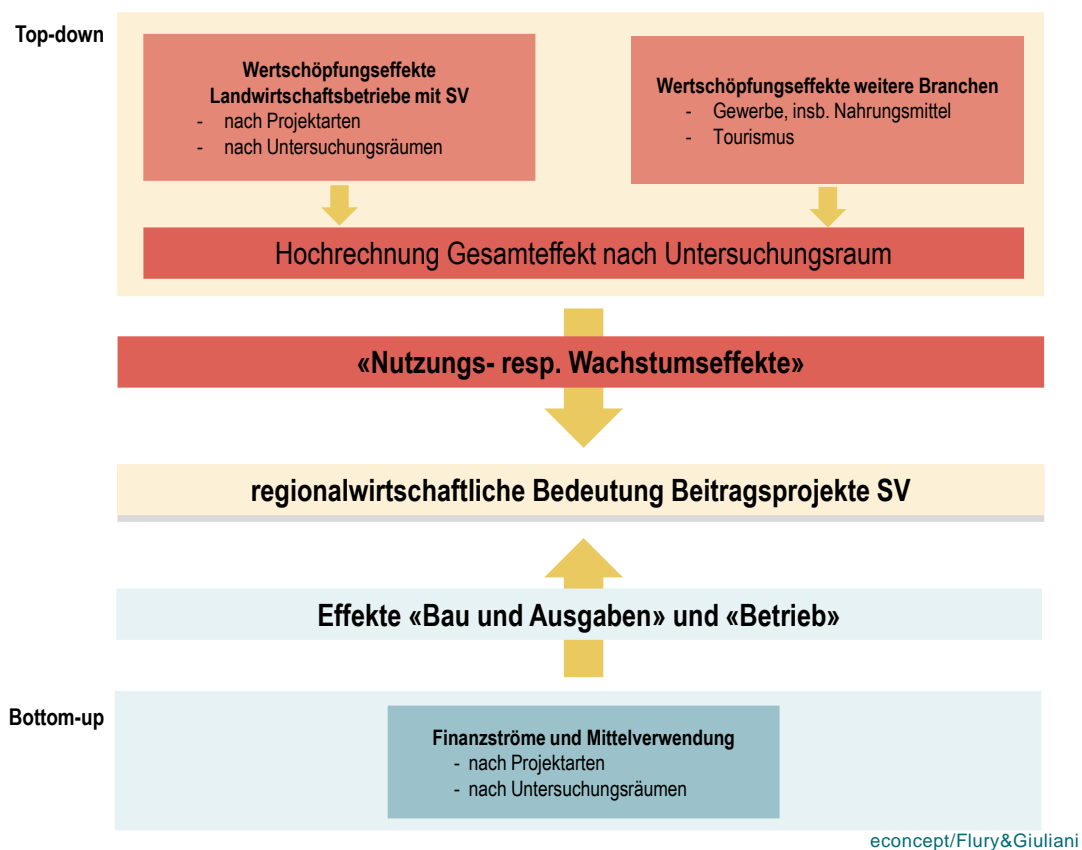 Top-down
Wertschöpfungseffekte
Landwirtschaftsbetriebe mit SV
- nach Projektarten
- nach Untersuchungsräumen
Wertschöpfungseffekte weitere Branchen
- Gewerbe, insb. Nahrungsmittel
- Tourismus
Hochrechnung Gesamteffekt nach Untersuchungsraum
«Nutzungs- resp. Wachstumseffekte»
regionalwirtschaftliche Bedeutung Beitragsprojekte SV
Effekte «Bau und Ausgaben» und «Betrieb»
Bottom-up
Finanzströme und Mittelverwendung
- nach Projektarten
- nach Untersuchungsräumen
econcept/Flury&Giuliani